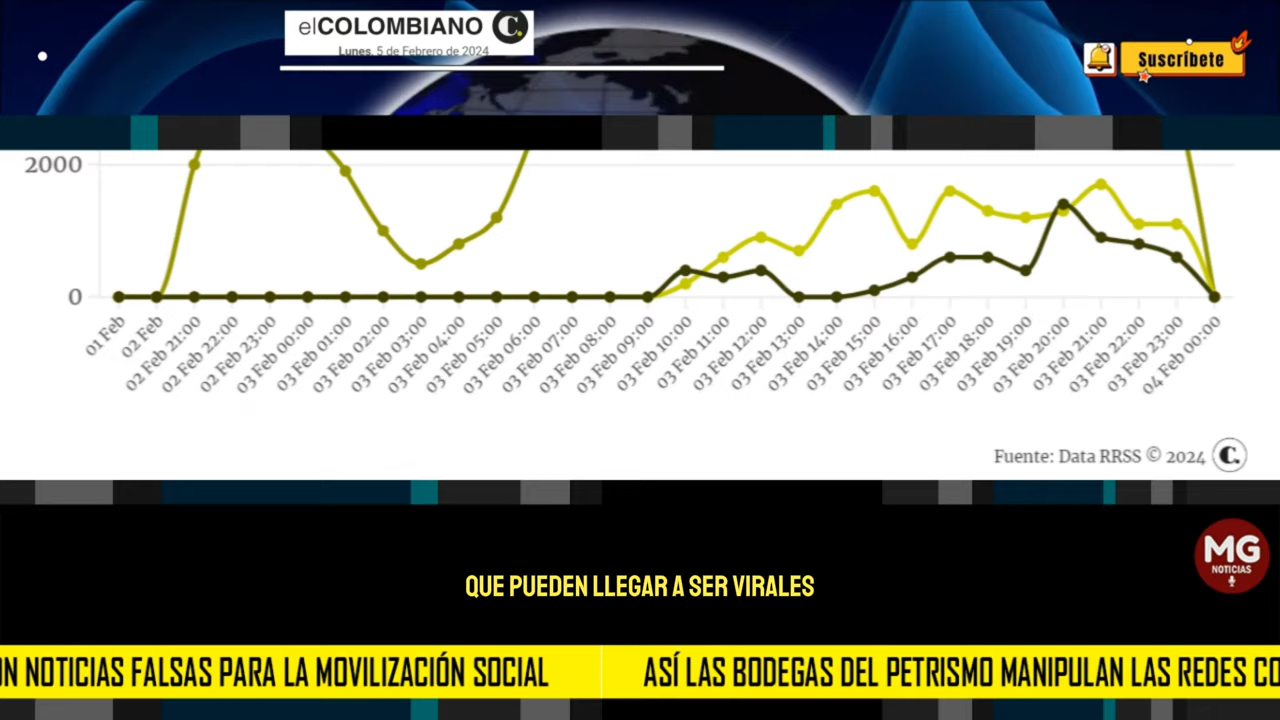 elCOLOMBIANO C.
Lunes, 5 de Febrero de 2024
Suscríbete
2000
0
01 Feb
02 Feb
02 Feb 21:00
02 Feb 22:00
02 Feb 23:00
03 Feb 00:00
03 Feb 01:00
03 Feb 02:00
03 Feb 03:00
03 Feb 04:00
03 Feb 05:00
03 Feb 06:00
03 Feb 07:00
03 Feb 08:00
03 Feb 09:00
03 Feb 10:00
03 Feb 11:00
03 Feb 12:00
03 Feb 13:00
03 Feb 14:00
03 Feb 15:00
03 Feb 16:00
03 Feb 17:00
03 Feb 18:00
03 Feb 19:00
03 Feb 20:00
03 Feb 21:00
03 Feb 22:00
03 Feb 23:00
04 Feb 00:00
Fuente: Data RRSS © 2024 C.
MG
NOTICIAS
QUE PUEDEN LLEGAR A SER VIRALES
ON NOTICIAS FALSAS PARA LA MOVILIZACIÓN SOCIAL ASÍ LAS BODEGAS DEL PETRISMO MANIPULAN LAS REDES CO